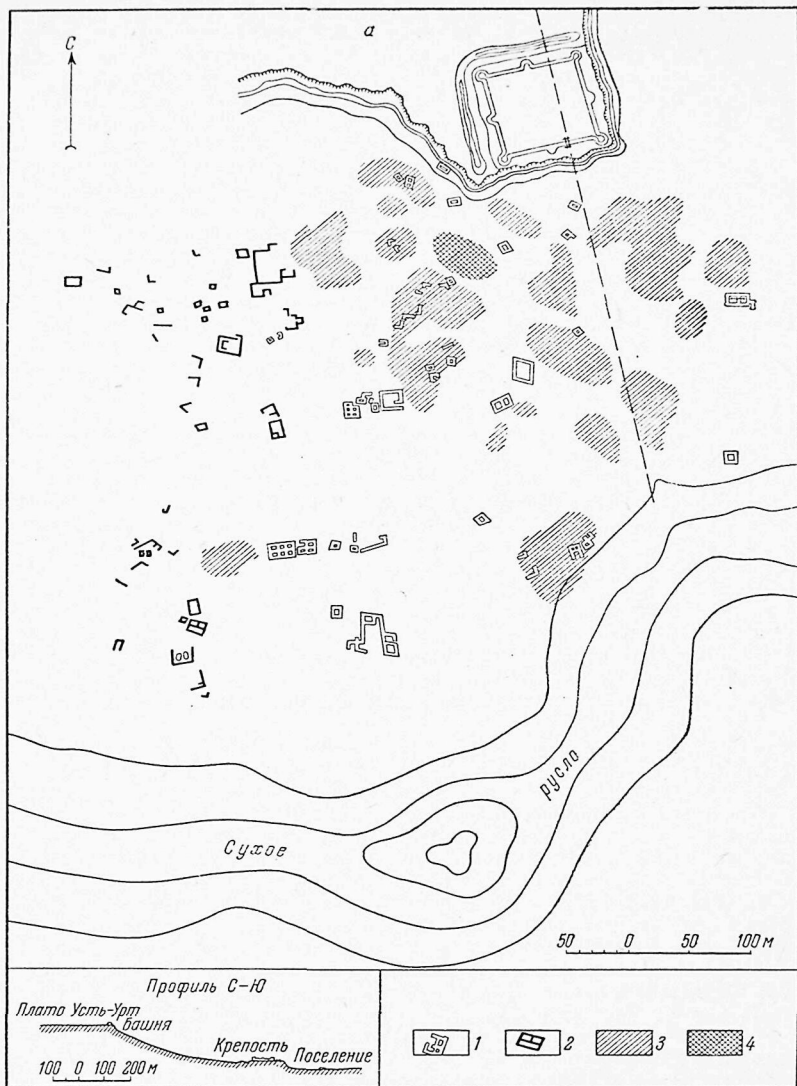 а
С
Сухое
русло
50 0 50 100 м
Профиль С-Ю
Плато Усть-Урт
башня
Крепость
Поселение
100 0 100 200 м
1
2
3
4